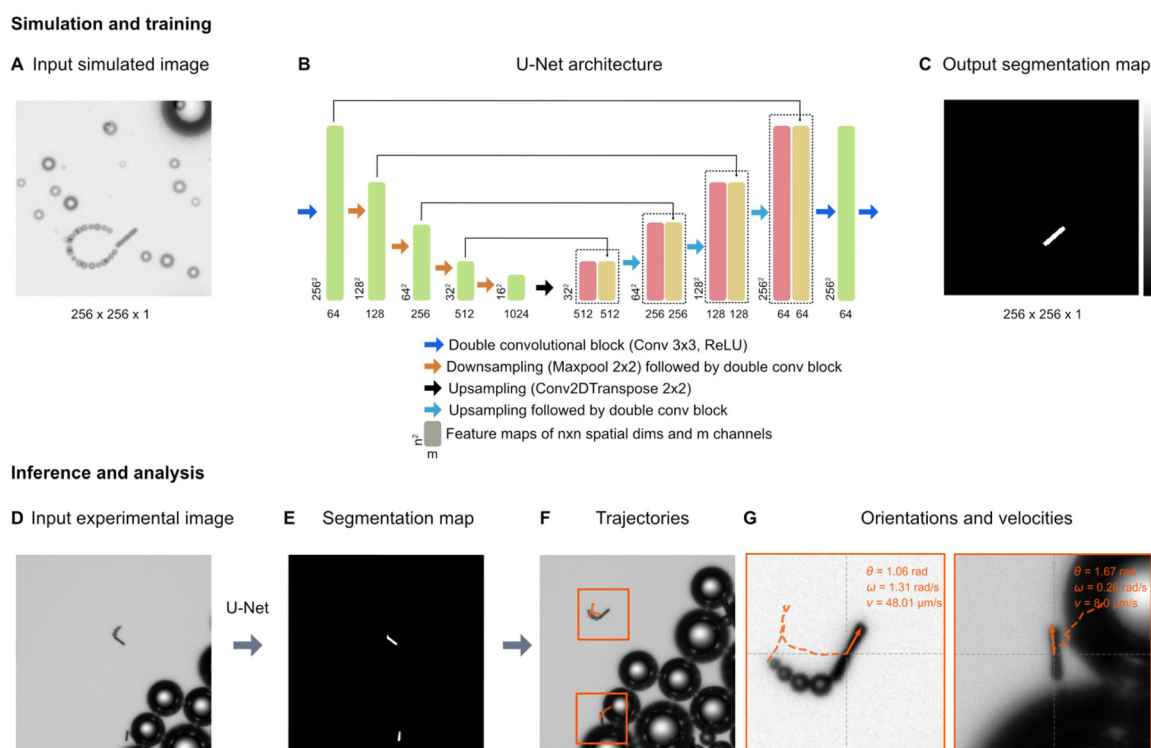 Simulation and training
A Input simulated image
B U-Net architecture
C Output segmentation map
256²
128²
64²
32²
16²
32²
64²
128²
256²
256²
256 x 256 x 1
64 128 256 512 1024 512 512 256 256 128 128 64 64 64
256 x 256 x 1
Double convolutional block (Conv 3x3, ReLU)
Downsampling (Maxpool 2x2) followed by double conv block
Upsampling (Conv2DTranspose 2x2)
Upsampling followed by double conv block
n²
Feature maps of nxn spatial dims and m channels
m
Inference and analysis
D Input experimental image
E Segmentation map
F Trajectories
G Orientations and velocities
U-Net
θ = 1.06 rad
ω = 1.31 rad/s
v = 48.01 µm/s
θ = 1.67 rad
ω = 0.26 rad/s
v = 8.0 µm/s